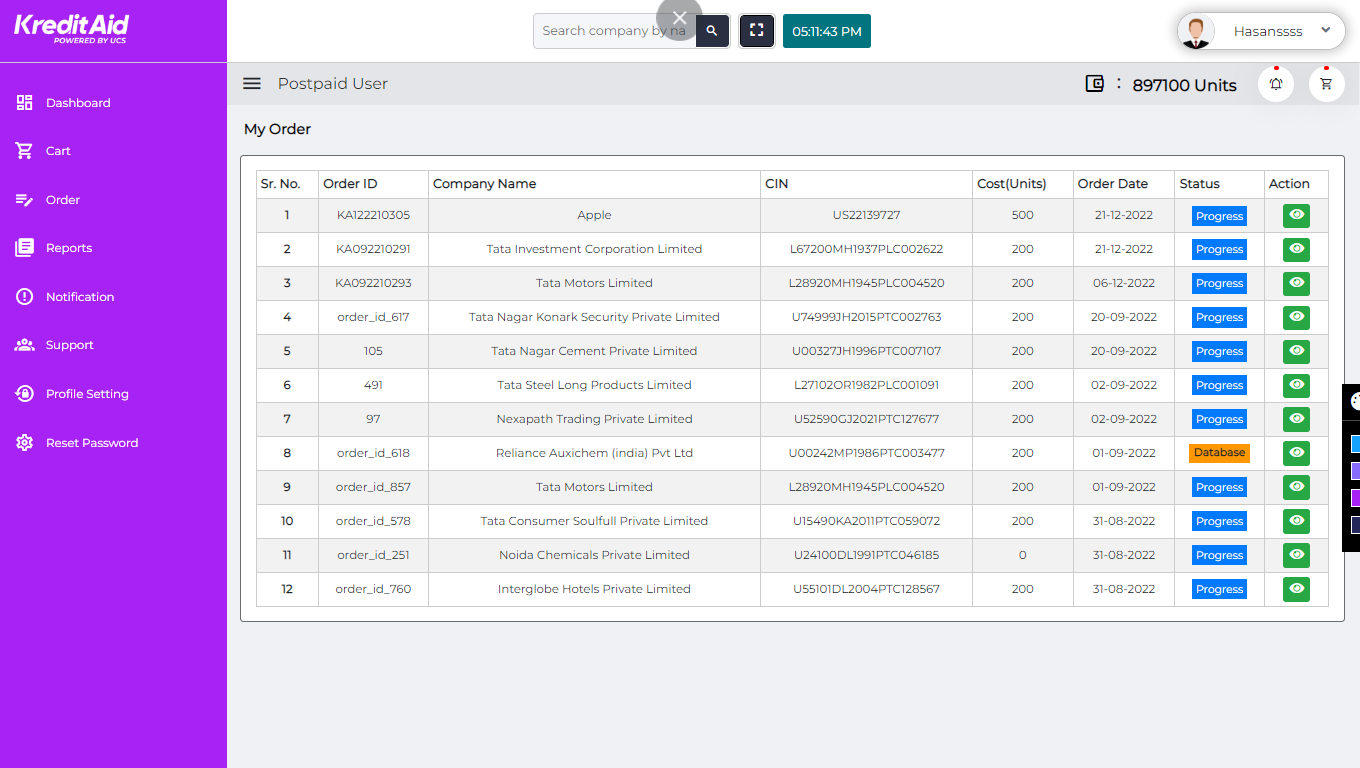 KreditAid
POWERED BY UCS
Search company by na
05:11:43 PM
Hasanssss
Dashboard
Cart
Order
Reports
Notification
Support
Profile Setting
Reset Password
Postpaid User
: 897100 Units
My Order
Sr. No. Order ID Company Name CIN Cost(Units) Order Date Status Action
1 KA122210305 Apple US22139727 500 21-12-2022 Progress
2 KA092210291 Tata Investment Corporation Limited L67200MH1937PLC002622 200 21-12-2022 Progress
3 KA092210293 Tata Motors Limited L28920MH1945PLC004520 200 06-12-2022 Progress
4 order_id_617 Tata Nagar Konark Security Private Limited U74999JH2015PTC002763 200 20-09-2022 Progress
5 105 Tata Nagar Cement Private Limited U00327JH1996PTC007107 200 20-09-2022 Progress
6 491 Tata Steel Long Products Limited L27102OR1982PLC001091 200 02-09-2022 Progress
7 97 Nexapath Trading Private Limited U52590GJ2021PTC127677 200 02-09-2022 Progress
8 order_id_618 Reliance Auxichem (india) Pvt Ltd U00242MP1986PTC003477 200 01-09-2022 Database
9 order_id_857 Tata Motors Limited L28920MH1945PLC004520 200 01-09-2022 Progress
10 order_id_578 Tata Consumer Soulfull Private Limited U15490KA2011PTC059072 200 31-08-2022 Progress
11 order_id_251 Noida Chemicals Private Limited U24100DL1991PTC046185 0 31-08-2022 Progress
12 order_id_760 Interglobe Hotels Private Limited U55101DL2004PTC128567 200 31-08-2022 Progress